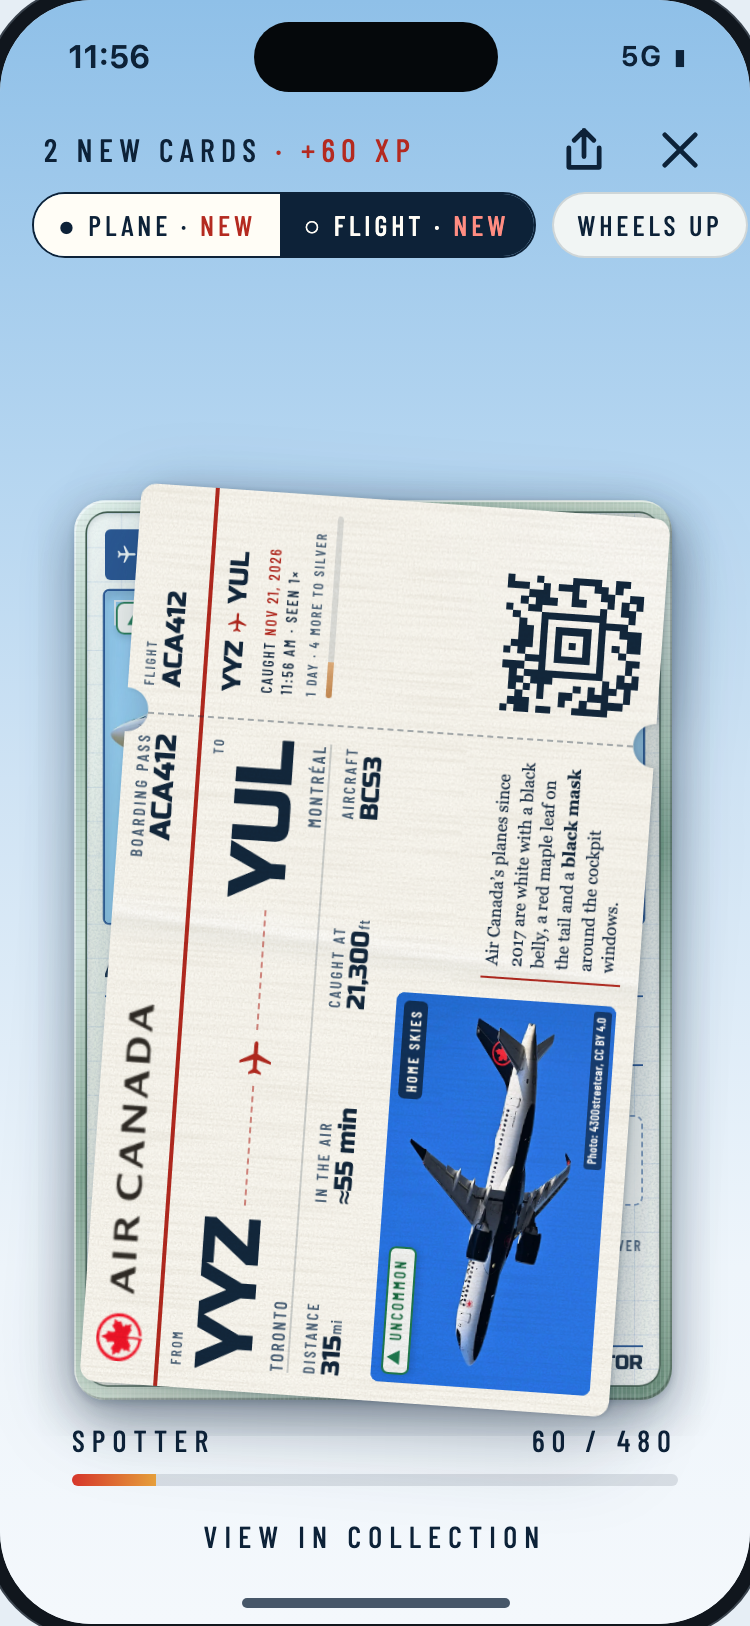 11:56
5G
2 NEW CARDS · +60 XP
PLANE · NEW
FLIGHT · NEW
WHEELS UP
AIR CANADA
BOARDING PASS
ACA412
FLIGHT
ACA412
FROM
YYZ
TORONTO
TO
YUL
MONTRÉAL
YYZ YUL
CAUGHT NOV 21, 2026
11:56 AM · SEEN 1×
1 DAY · 4 MORE TO SILVER
DISTANCE
315mi
IN THE AIR
≈55 min
CAUGHT AT
21,300ft
AIRCRAFT
BCS3
UNCOMMON
HOME SKIES
Photo: 4300streetcar, CC BY 4.0
Air Canada's planes since
2017 are white with a black
belly, a red maple leaf on
the tail and a black mask
around the cockpit
windows.
SPOTTER
60 / 480
VIEW IN COLLECTION